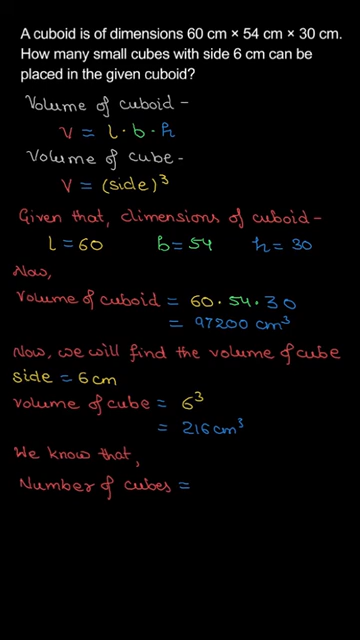 A cuboid is of dimensions 60 cm × 54 cm × 30 cm.
How many small cubes with side 6 cm can be
placed in the given cuboid?
Volume of cuboid -
V = l · b · h
Volume of cube -
V = (side)³
Given that, dimensions of cuboid -
l = 60 b = 54 h = 30
Now,
volume of cuboid = 60 · 54 · 30
= 97200 cm³
Now, we will find the volume of cube
side = 6 cm
volume of cube = 6³
= 216 cm³
We know that,
Number of cubes =